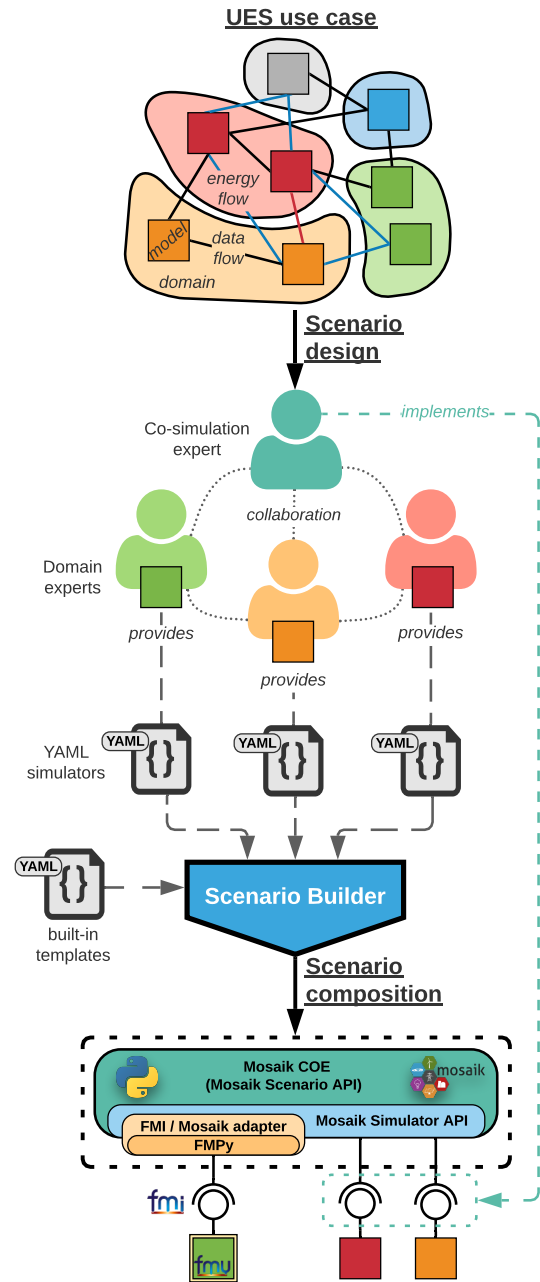 UES use case
energy
flow
model
data
flow
domain
Scenario
design
implements
Co-simulation
expert
collaboration
Domain
experts
provides
provides
provides
YAML
YAML
YAML
YAML
simulators
{}
{}
{}
YAML
{}
Scenario Builder
built-in
templates
Scenario
composition
Mosaik COE
(Mosaik Scenario API)
mosaik
Mosaik Simulator API
FMI / Mosaik adapter
FMPy
fmi
fmu